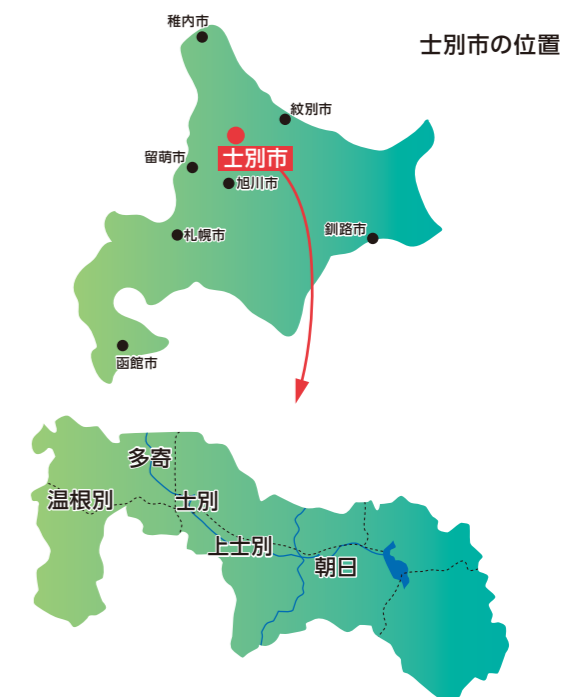 稚内市
士別市の位置
紋別市
留萌市
士別市
旭川市
釧路市
札幌市
函館市
多寄
温根別
士別
上士別
朝日